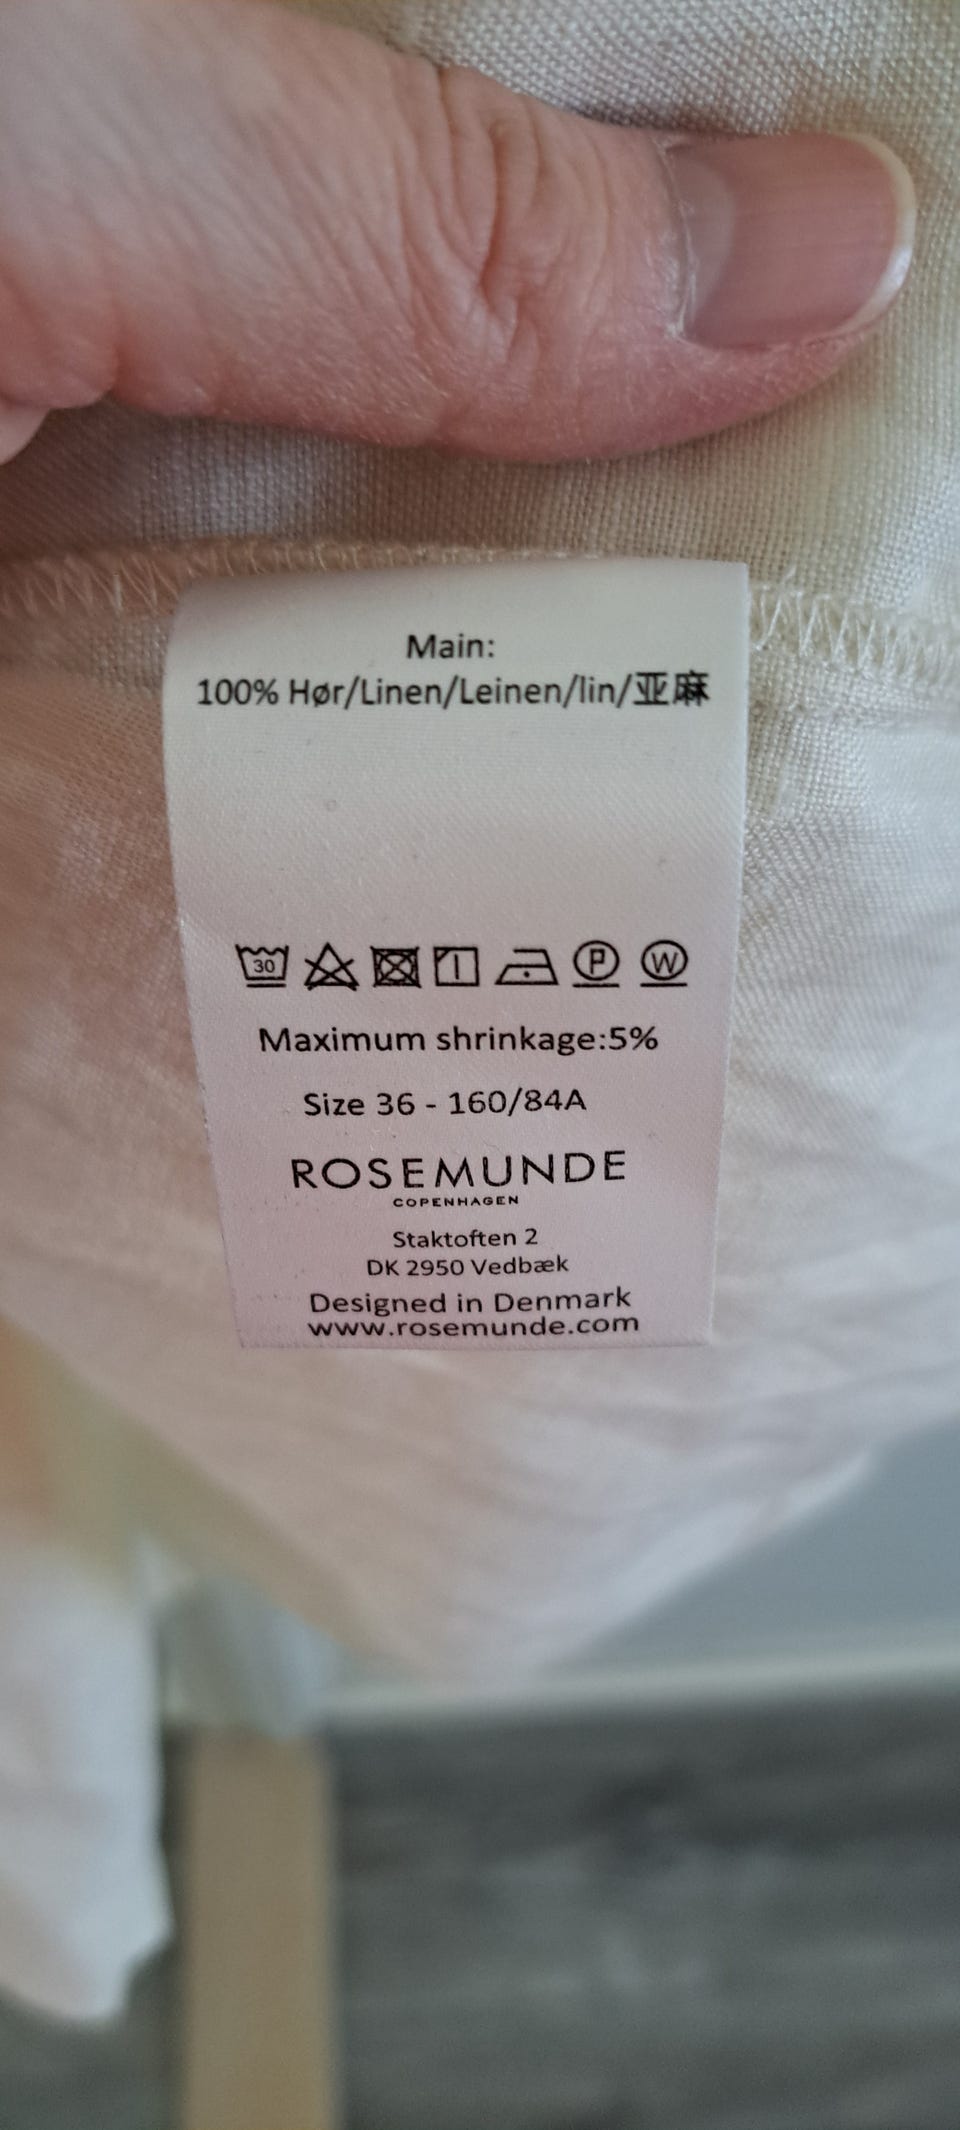 Main:
100% Hør/Linen/Leinen/lin/亚麻
30 P W
Maximum shrinkage:5%
Size 36 - 160/84A
ROSEMUNDE
COPENHAGEN
Staktoften 2
DK 2950 Vedbæk
Designed in Denmark
www.rosemunde.com